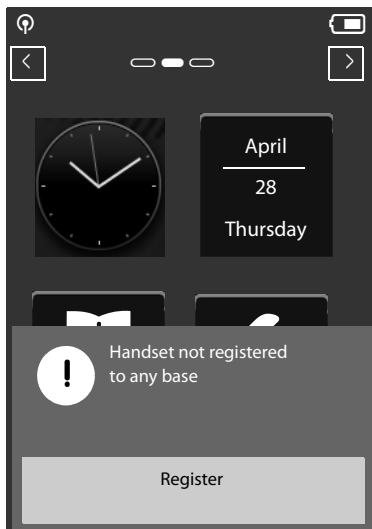 April
28
Thursday
Handset not registered
to any base
Register